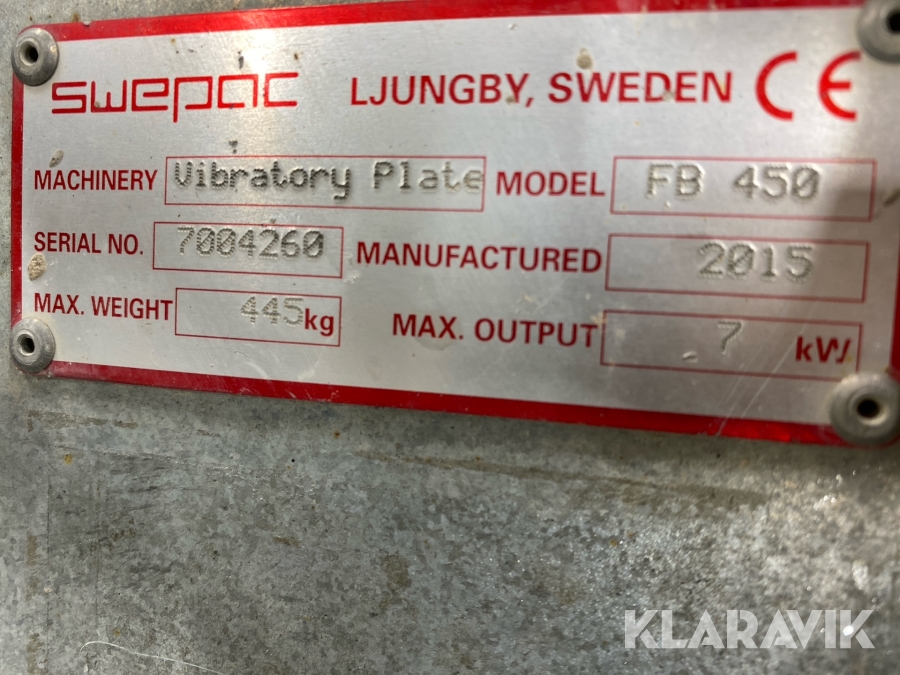 swepac LJUNGBY, SWEDEN CE
MACHINERY Vibratory Plate MODEL FB 450
SERIAL NO. 7004260 MANUFACTURED 2015
MAX. WEIGHT 445kg MAX. OUTPUT 7 kW
KLARAVIK